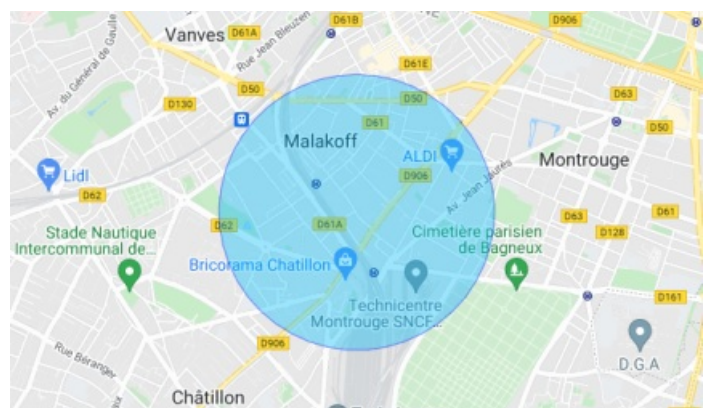 D61B
D906
Vanves D61A
Rue Jean Bleuzen
Av. du Général de Gaulle
D61E
D50
D50
D63
D130
D61
D50
Malakoff
ALDI
Montrouge
Lidl
D906
Av. Jean Jaurès
D62
D62
D61A
D63
D61
D128
Stade Nautique
Intercommunal de...
Cimetière parisien
de Bagneux
Bricorama Chatillon
Technicentre
Montrouge SNCF...
D161
D906
Rue Béranger
D.G.A
Châtillon